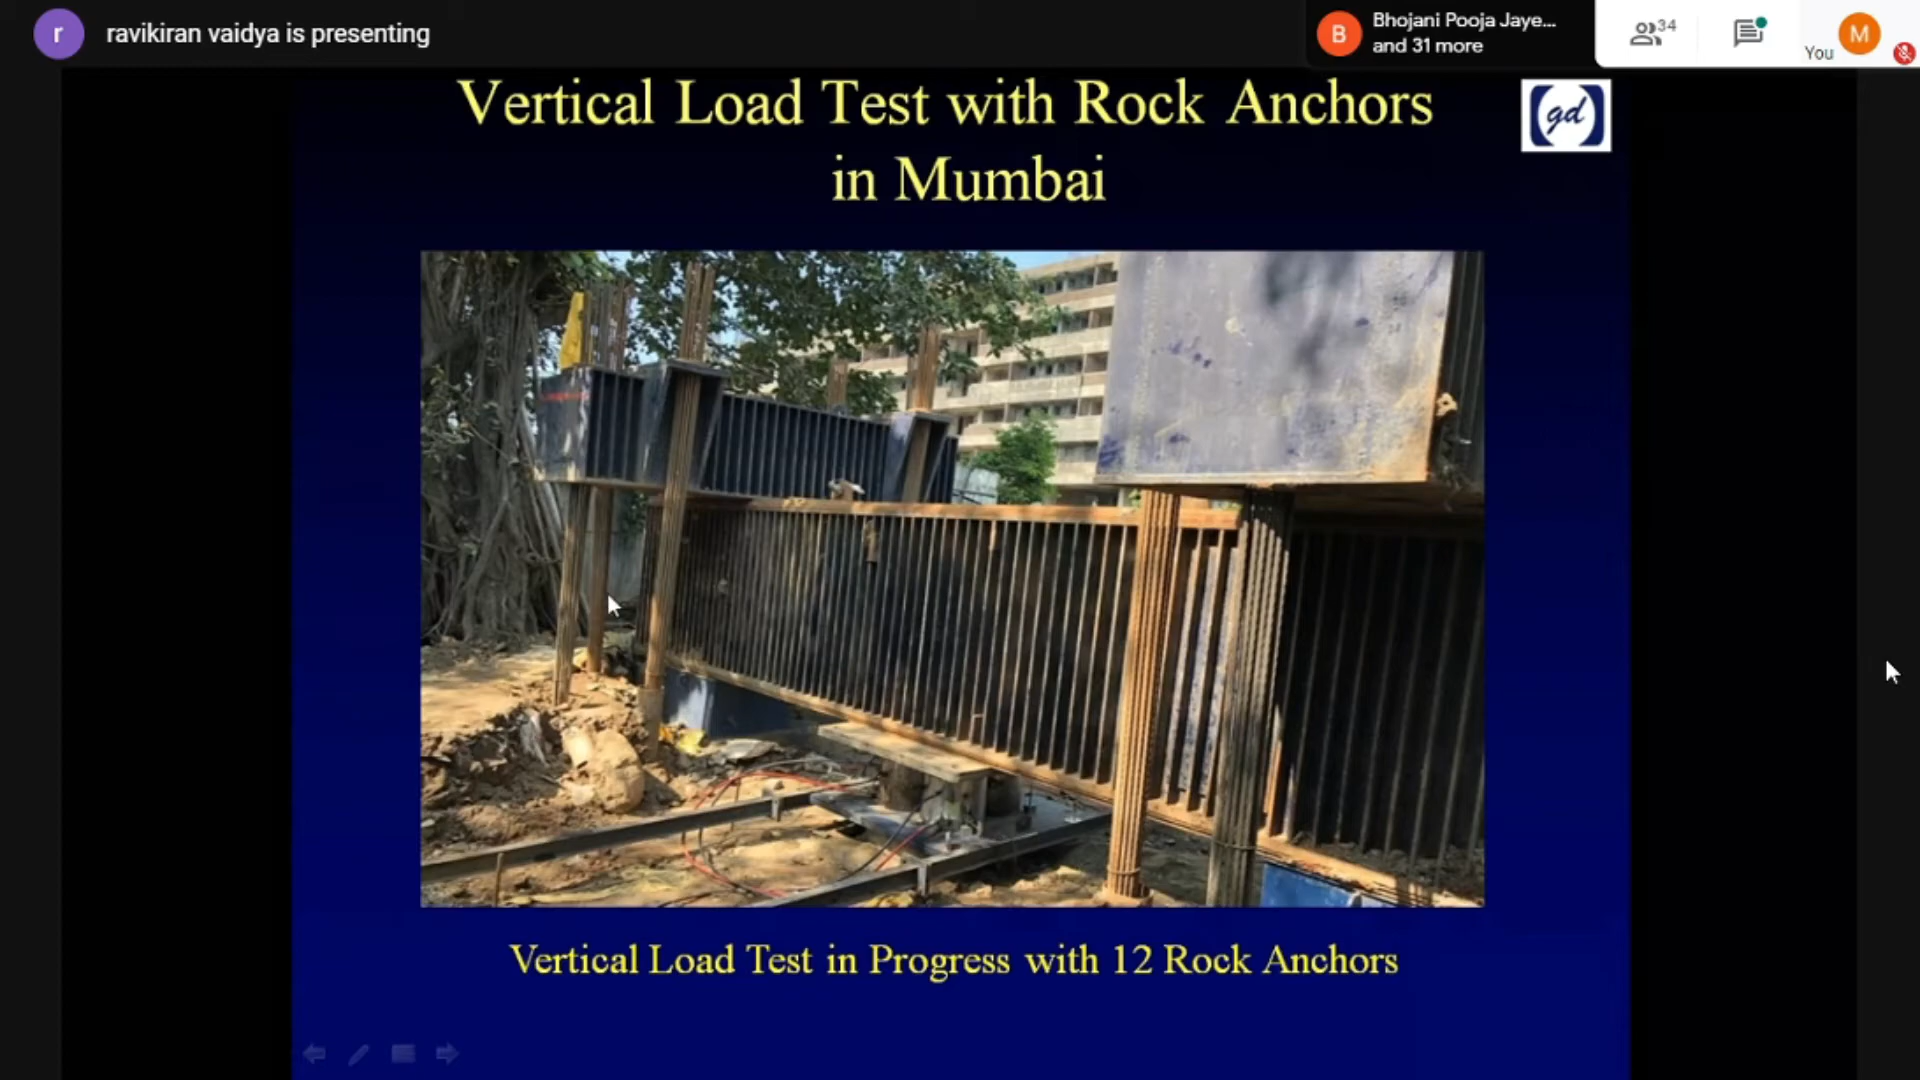 r
ravikiran vaidya is presenting
B
Bhojani Pooja Jaye...
and 31 more
34
You
M
Vertical Load Test with Rock Anchors
in Mumbai
gd
Vertical Load Test in Progress with 12 Rock Anchors